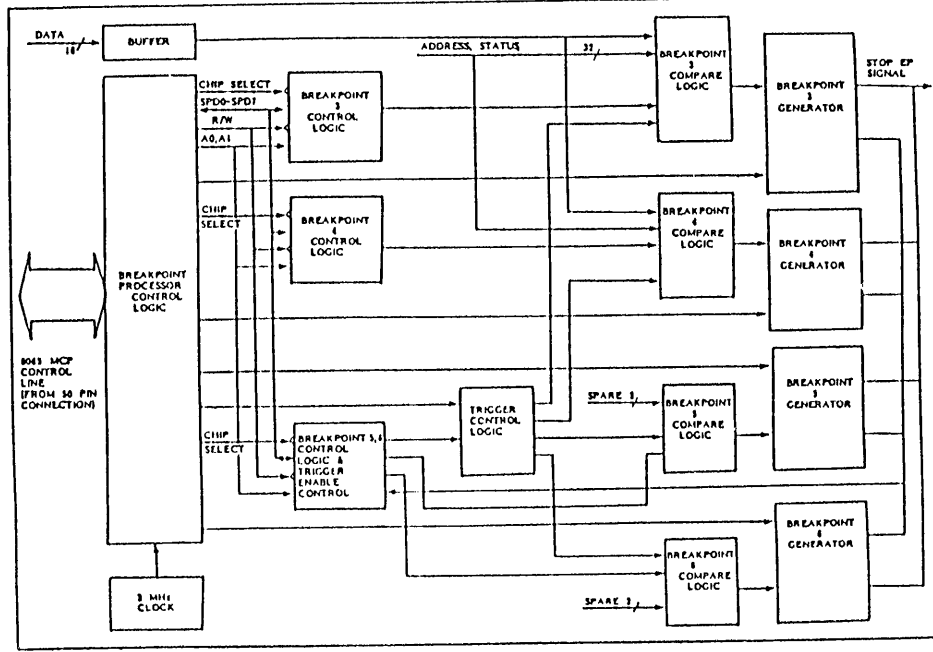 DATA
BUFFER
ADDRESS, STATUS
32
BREAKPOINT
3
COMPARE
LOGIC
BREAKPOINT
3
GENERATOR
STOP EP
SIGNAL
CHIP SELECT
SPD0-SPD7
R/W
A0,A1
BREAKPOINT
3
CONTROL
LOGIC
CHIP
SELECT
BREAKPOINT
4
CONTROL
LOGIC
BREAKPOINT
4
COMPARE
LOGIC
BREAKPOINT
4
GENERATOR
BREAKPOINT
PROCESSOR
CONTROL
LOGIC
MCP
CONTROL
LINE
(FROM 50 PIN
CONNECTION)
CHIP
SELECT
BREAKPOINT 5,6
CONTROL
LOGIC &
TRIGGER
ENABLE
CONTROL
TRIGGER
CONTROL
LOGIC
SPARE
BREAKPOINT
5
COMPARE
LOGIC
BREAKPOINT
GENERATOR
BREAKPOINT
6
COMPARE
LOGIC
SPARE
BREAKPOINT
6
GENERATOR
MHz
CLOCK